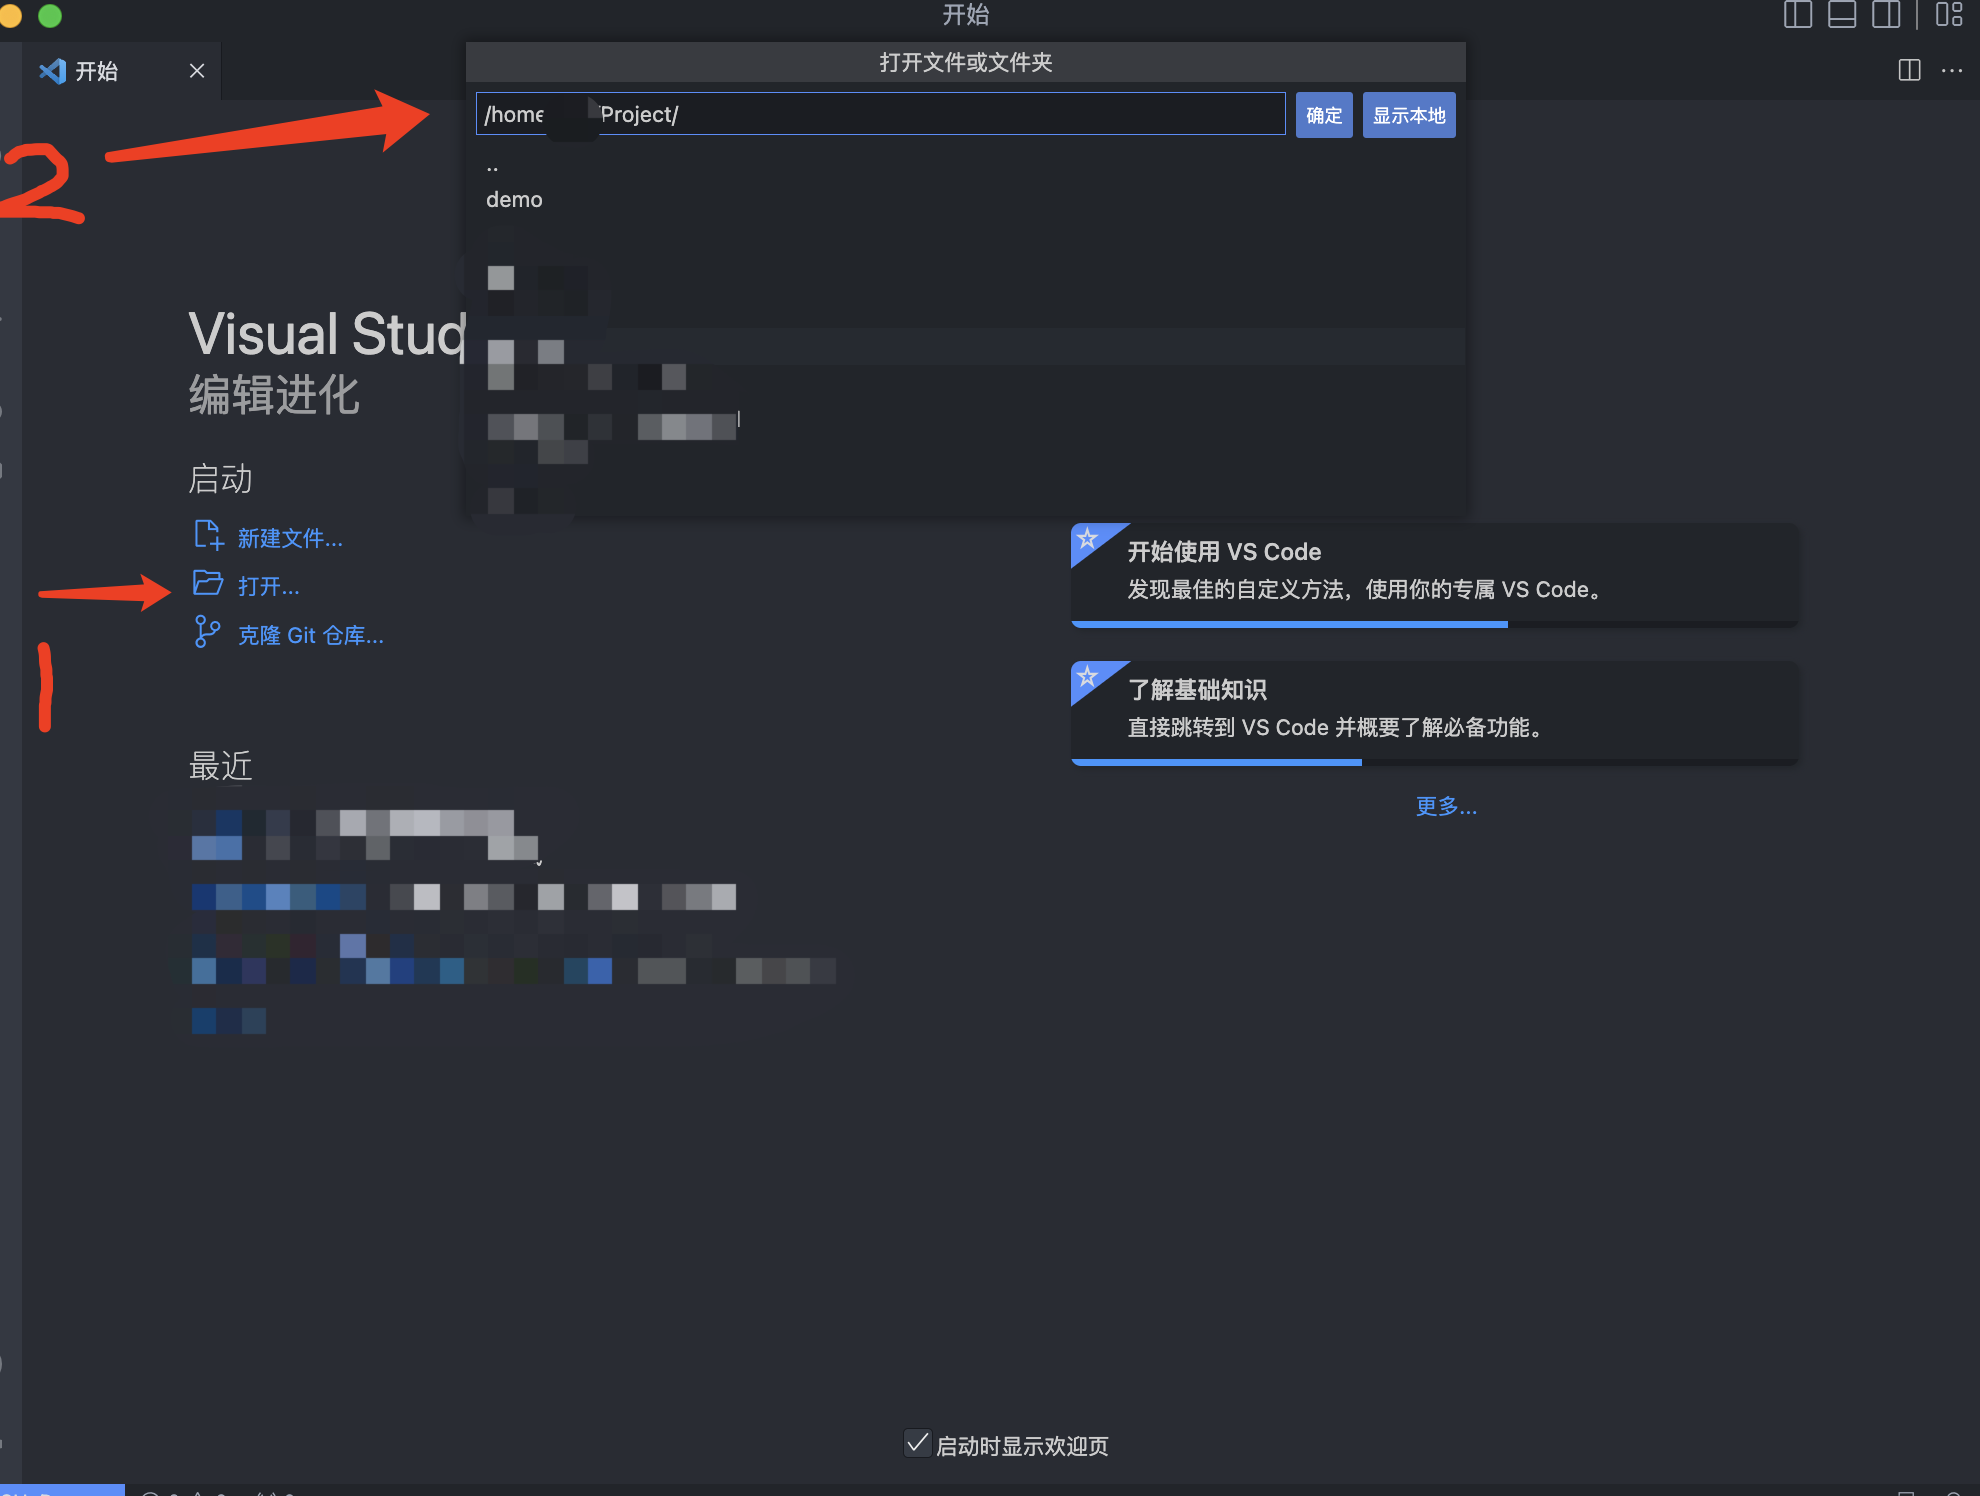 开始
开始
打开文件或文件夹
/home Project/
确定
显示本地
..
demo
2
Visual Stud
编辑进化
启动
新建文件...
打开...
克隆 Git 仓库...
1
最近
开始使用 VS Code
发现最佳的自定义方法，使用你的专属 VS Code。
了解基础知识
直接跳转到 VS Code 并概要了解必备功能。
更多...
启动时显示欢迎页